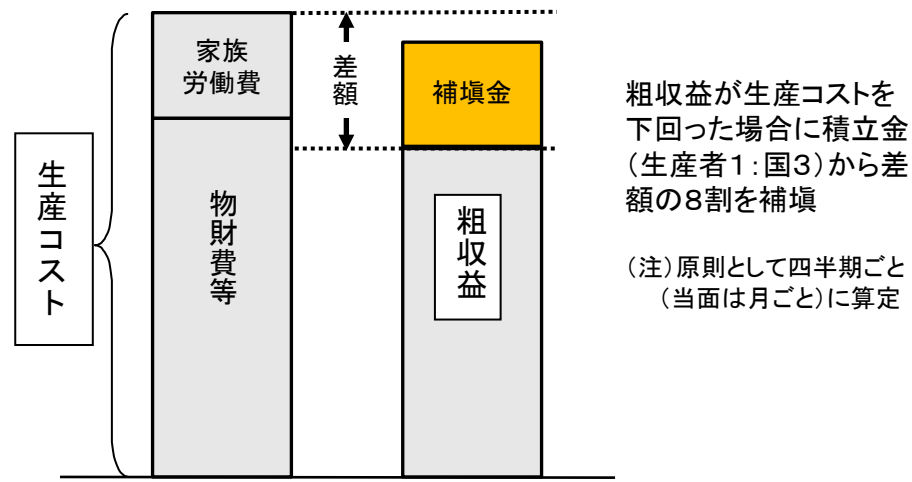 生産コスト
家族
労働費
物財費等
差額
補塡金
粗収益
粗収益が生産コストを
下回った場合に積立金
(生産者1:国3)から差
額の8割を補塡
(注)原則として四半期ごと
(当面は月ごと)に算定